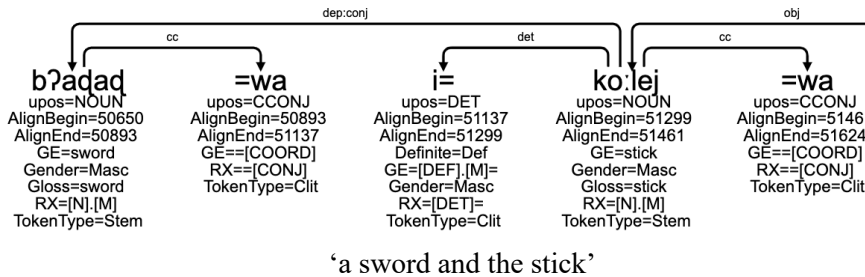 dep:conj obj
cc det cc
bʔaɖaɖ =wa i= ko:lej =wa
upos=NOUN upos=CCONJ upos=DET upos=NOUN upos=CCONJ
AlignBegin=50650 AlignBegin=50893 AlignBegin=51137 AlignBegin=51299 AlignBegin=5146
AlignEnd=50893 AlignEnd=51137 AlignEnd=51299 AlignEnd=51461 AlignEnd=51624
GE=sword GE==[COORD] Definite=Def GE=stick GE==[COORD]
Gender=Masc RX==[CONJ] GE=[DEF].[M]= Gender=Masc RX==[CONJ]
Gloss=sword TokenType=Clit Gender=Masc Gloss=stick TokenType=Clit
RX=[N].[M] RX=[DET]= RX=[N].[M]
TokenType=Stem TokenType=Clit TokenType=Stem
‘a sword and the stick’